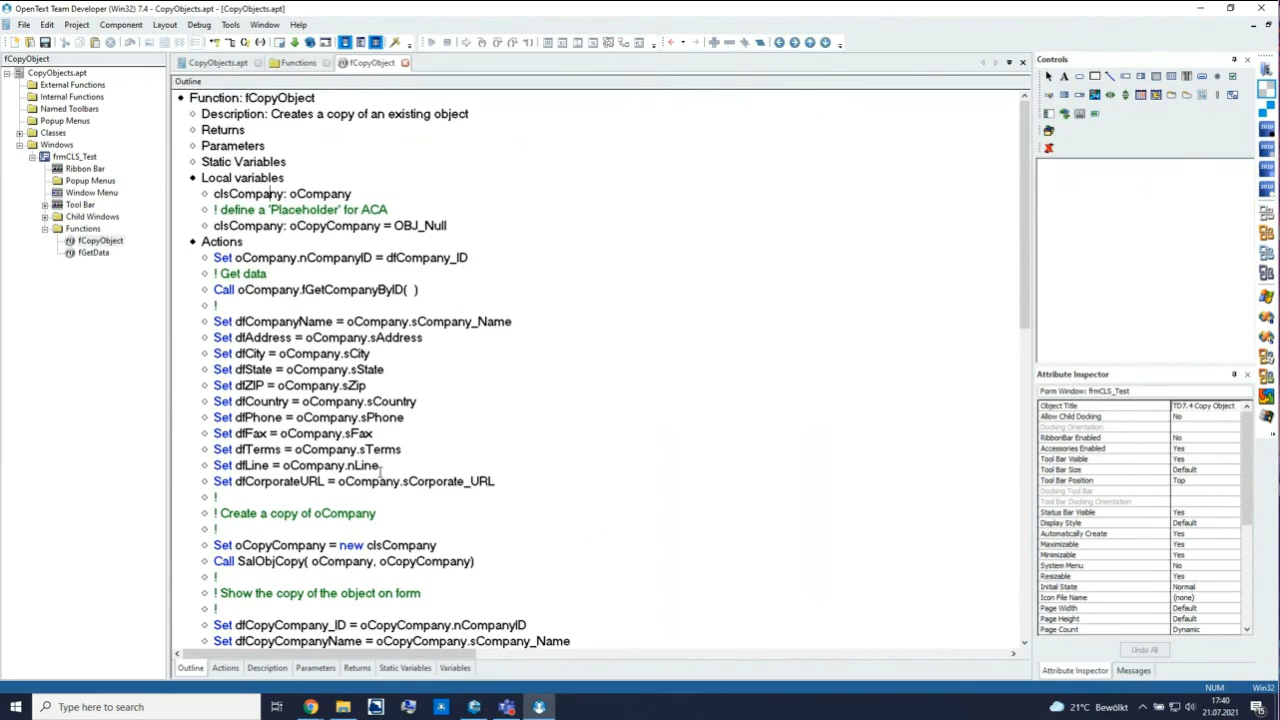 OpenText Team Developer (Win32) 7.4 - CopyObjects.apt - [CopyObjects.apt]
File Edit Project Component Layout Debug Tools Window Help
fCopyObject
CopyObjects.apt
External Functions
Internal Functions
Named Toolbars
Popup Menus
Classes
Windows
frmCLS_Test
Ribbon Bar
Popup Menus
Window Menu
Tool Bar
Child Windows
Functions
fCopyObject
fGetData
CopyObjects.apt Functions fCopyObject
Outline
Function: fCopyObject
Description: Creates a copy of an existing object
Returns
Parameters
Static Variables
Local variables
clsCompany: oCompany
! define a 'Placeholder' for ACA
clsCompany: oCopyCompany = OBJ_Null
Actions
Set oCompany.nCompanyID = dfCompany_ID
! Get data
Call oCompany.fGetCompanyByID( )
!
Set dfCompanyName = oCompany.sCompany_Name
Set dfAddress = oCompany.sAddress
Set dfCity = oCompany.sCity
Set dfState = oCompany.sState
Set dfZIP = oCompany.sZip
Set dfCountry = oCompany.sCountry
Set dfPhone = oCompany.sPhone
Set dfFax = oCompany.sFax
Set dfTerms = oCompany.sTerms
Set dfLine = oCompany.nLine
Set dfCorporateURL = oCompany.sCorporate_URL
!
! Create a copy of oCompany
!
Set oCopyCompany = new clsCompany
Call SalObjCopy( oCompany, oCopyCompany)
!
! Show the copy of the object on form
!
Set dfCopyCompany_ID = oCopyCompany.nCompanyID
Set dfCopyCompanyName = oCopyCompany.sCompany_Name
Outline Actions Description Parameters Returns Static Variables Variables
Controls
Attribute Inspector
Form Window: frmCLS_Test
Object Title TD7.4 Copy Object
Allow Child Docking No
Docking Orientation
RibbonBar Enabled No
Accessories Enabled Yes
Tool Bar Visible Yes
Tool Bar Size Default
Tool Bar Position Top
Docking Tool Bar
Tool Bar Docking Orientation
Status Bar Visible Yes
Display Style Default
Automatically Create Yes
Maximizable Yes
Minimizable Yes
System Menu No
Resizable Yes
Initial State Normal
Icon File Name (none)
Page Width Default
Page Height Default
Page Count Dynamic
Undo All
Attribute Inspector Messages
NUM Win32
Type here to search
21°C Bewölkt
17:40
21.07.2021